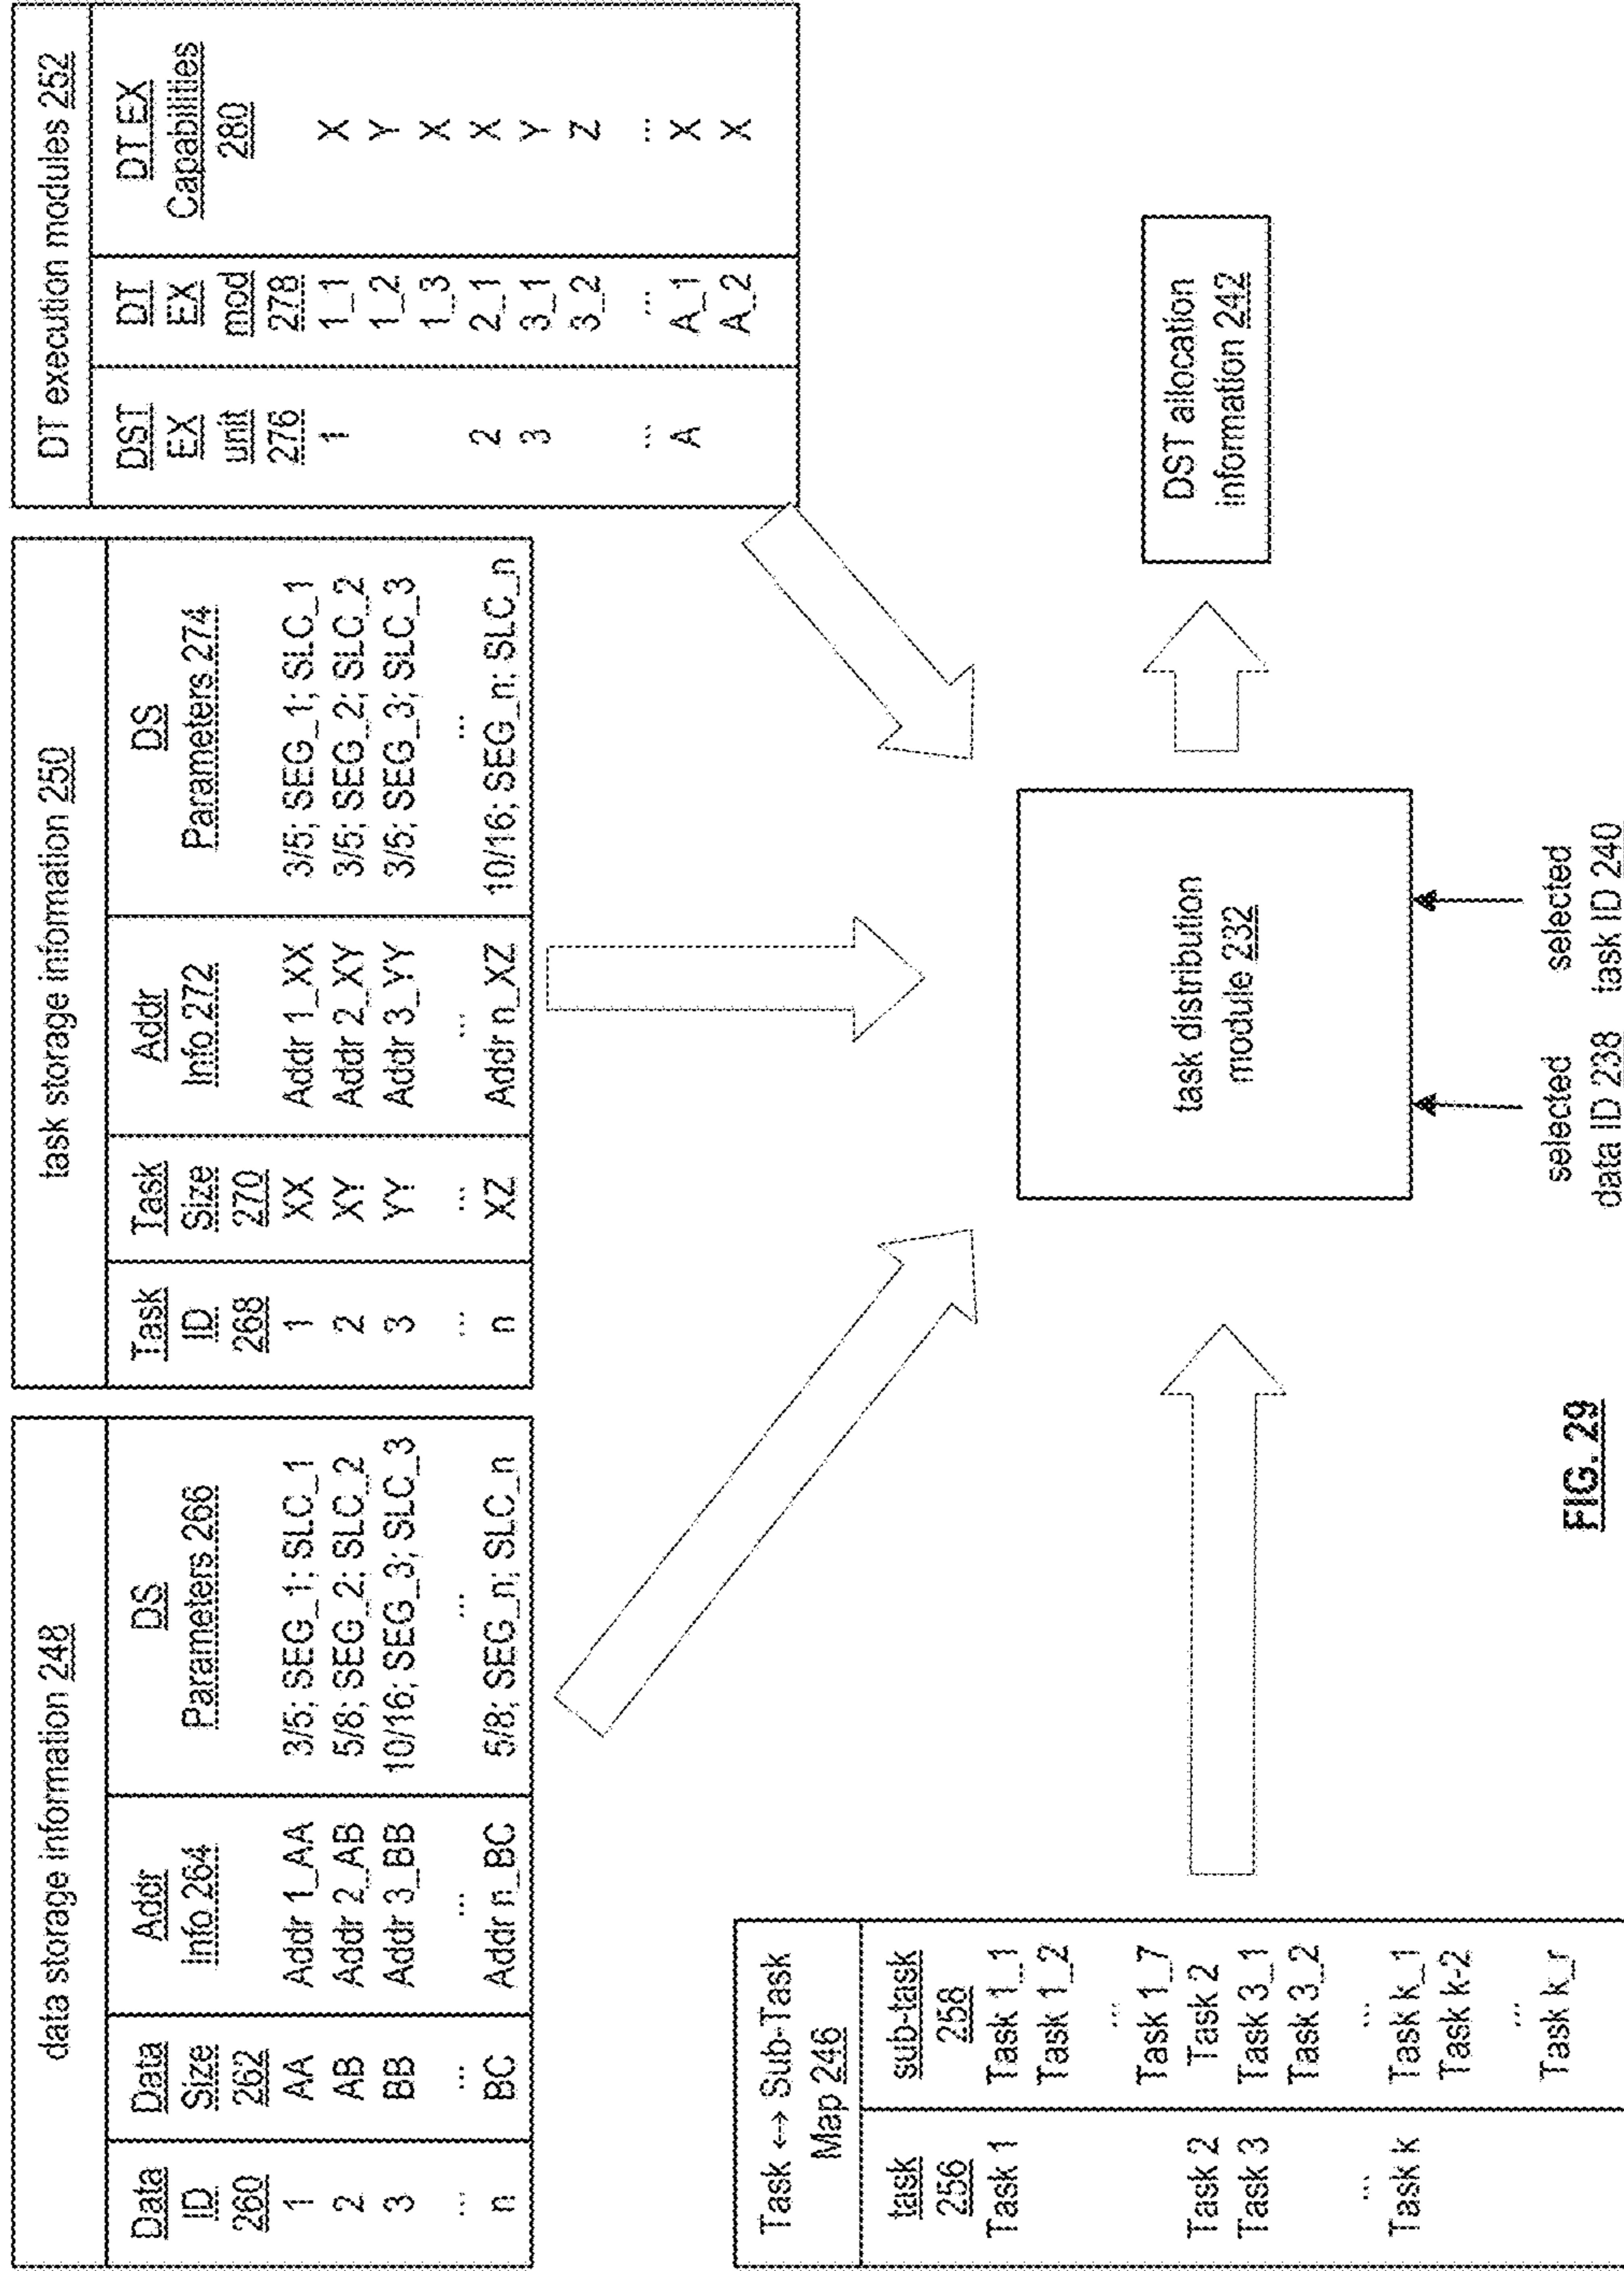 data storage information 248
Data ID 260 | Data Size 262 | Addr Info 264 | DS Parameters 266
1 | AA | Addr 1_AA | 3/5; SEG_1; SLC_1
2 | AB | Addr 2_AB | 5/8; SEG_2; SLC_2
3 | BB | Addr 3_BB | 10/16; SEG_3; SLC_3
... | ... | ... | ...
n | BC | Addr n_BC | 5/8; SEG_n; SLC_n
task storage information 250
Task ID 268 | Task Size 270 | Addr Info 272 | DS Parameters 274
1 | XX | Addr 1_XX | 3/5; SEG_1; SLC_1
2 | XY | Addr 2_XY | 3/5; SEG_2; SLC_2
3 | YY | Addr 3_YY | 3/5; SEG_3; SLC_3
... | ... | ... | ...
n | XZ | Addr n_XZ | 10/16; SEG_n; SLC_n
DT execution modules 252
DST EX unit 276 | DT EX mod 278 | DT EX Capabilities 280
1 | 1_1 | X
1_2 | Y
1_3 | X
2 | 2_1 | X
3 | 3_1 | Y
3_2 | Z
... | ... | ...
A | A_1 | X
A_2 | X
Task ↔ Sub-Task
Map 246
task 256 | sub-task 258
Task 1 | Task 1_1
Task 1_2
...
Task 1_7
Task 2 | Task 2
Task 3 | Task 3_1
Task 3_2
... | ...
Task k | Task k_1
Task k-2
...
Task k_r
task distribution
module 232
DST allocation
information 242
selected
data ID 238
selected
task ID 240
FIG. 29